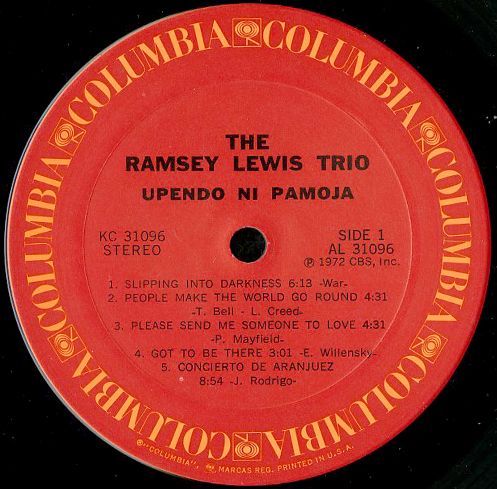 COLUMBIA COLUMBIA COLUMBIA COLUMBIA COLUMBIA COLUMBIA
THE
RAMSEY LEWIS TRIO
UPENDO NI PAMOJA
KC 31096
STEREO
SIDE 1
AL 31096
Ⓟ 1972 CBS, Inc.
1. SLIPPING INTO DARKNESS 6:13 -War-
2. PEOPLE MAKE THE WORLD GO ROUND 4:31
-T. Bell - L. Creed-
3. PLEASE SEND ME SOMEONE TO LOVE 4:31
-P. Mayfield-
4. GOT TO BE THERE 3:01 -E. Willensky-
5. CONCIERTO DE ARANJUEZ
8:54 -J. Rodrigo-
®"COLUMBIA", MARCAS REG. PRINTED IN U.S.A.